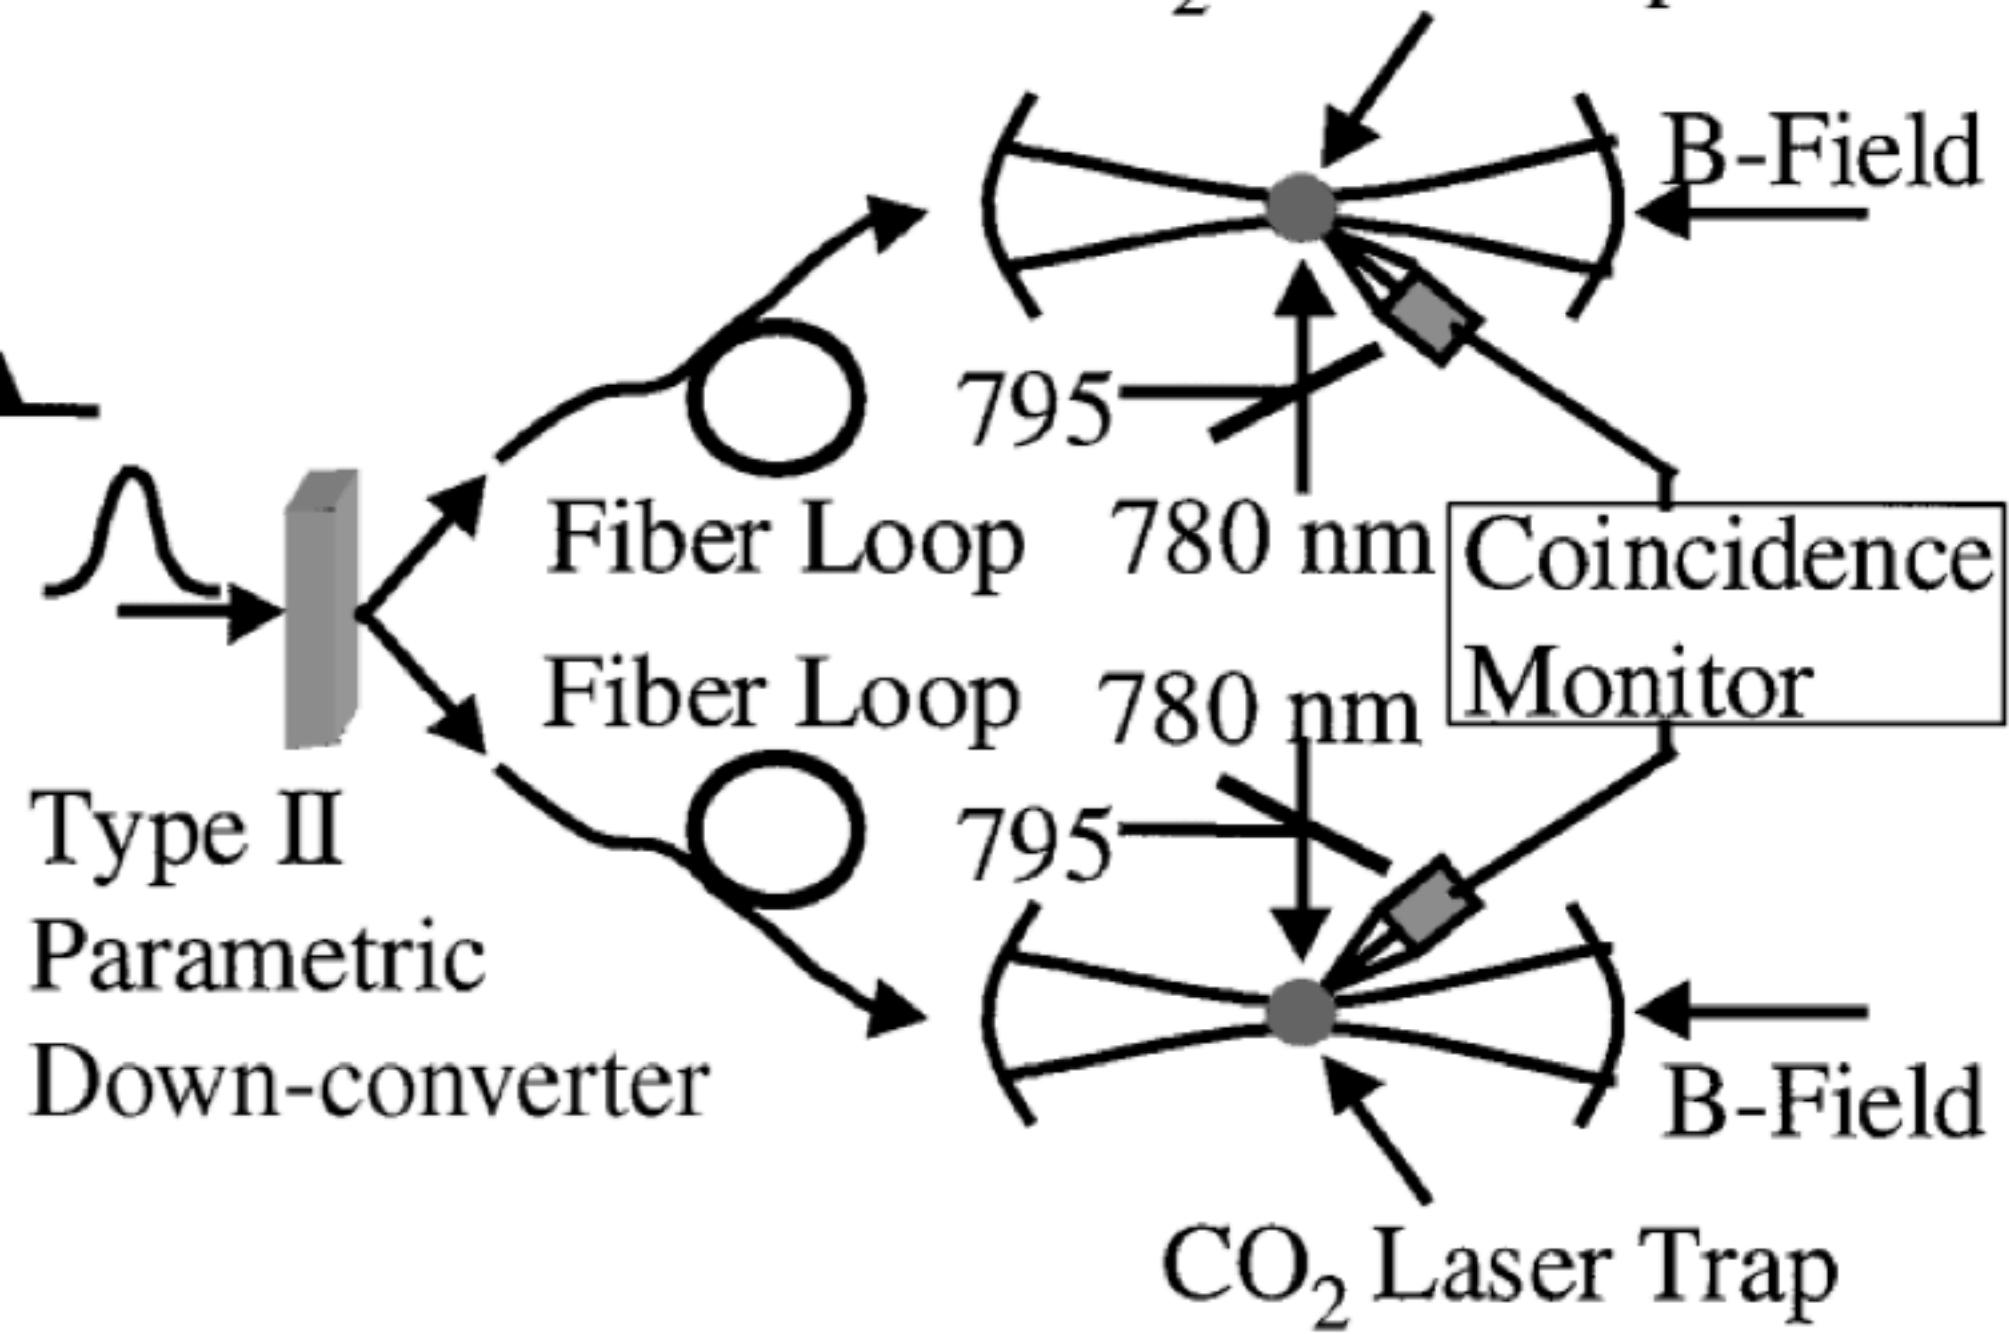 B-Field
795
Fiber Loop
780 nm
Coincidence
Monitor
Fiber Loop
780 nm
795
Type II
Parametric
Down-converter
B-Field
CO₂ Laser Trap